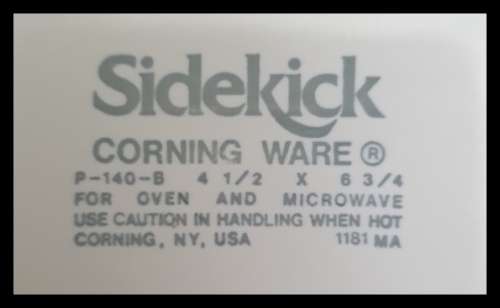 Sidekick
CORNING WARE ®
P-140-B 4 1/2 X 6 3/4
FOR OVEN AND MICROWAVE
USE CAUTION IN HANDLING WHEN HOT
CORNING, NY, USA 1181 MA